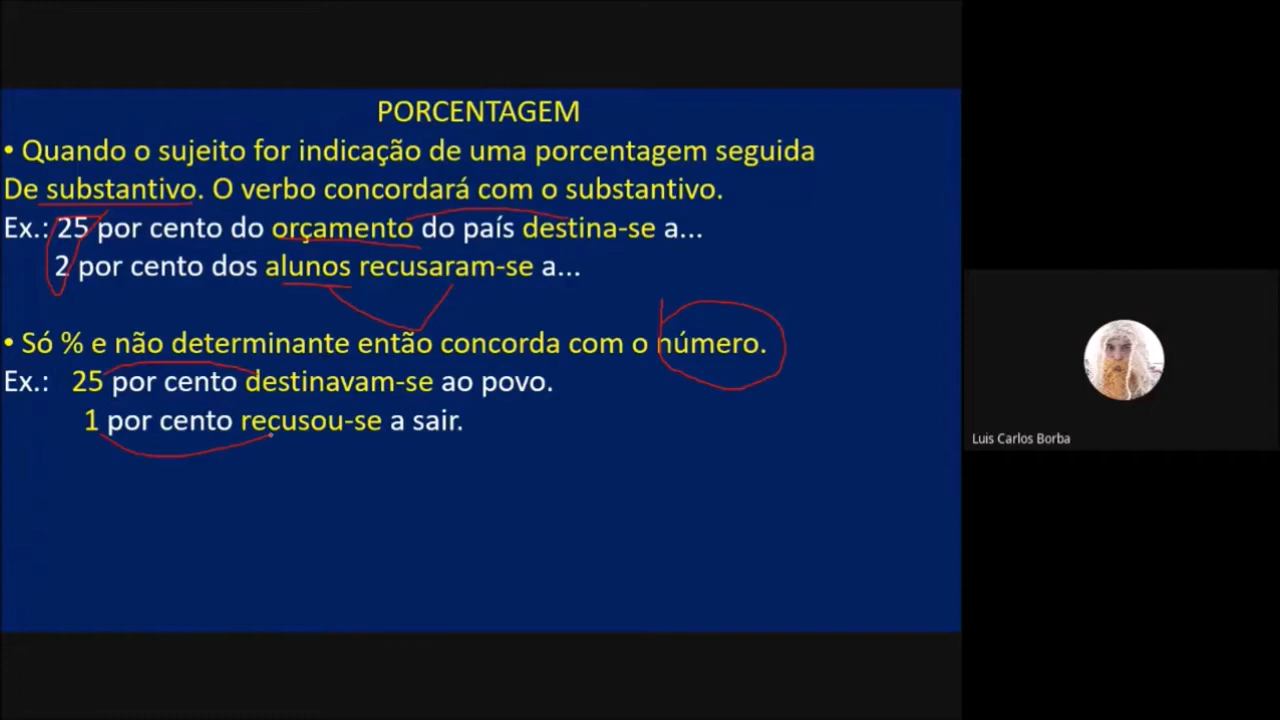 PORCENTAGEM
• Quando o sujeito for indicação de uma porcentagem seguida
De substantivo. O verbo concordará com o substantivo.
Ex.: 25 por cento do orçamento do país destina-se a...
2 por cento dos alunos recusaram-se a...
• Só % e não determinante então concorda com o número.
Ex.: 25 por cento destinavam-se ao povo.
1 por cento recusou-se a sair.
Luis Carlos Borba